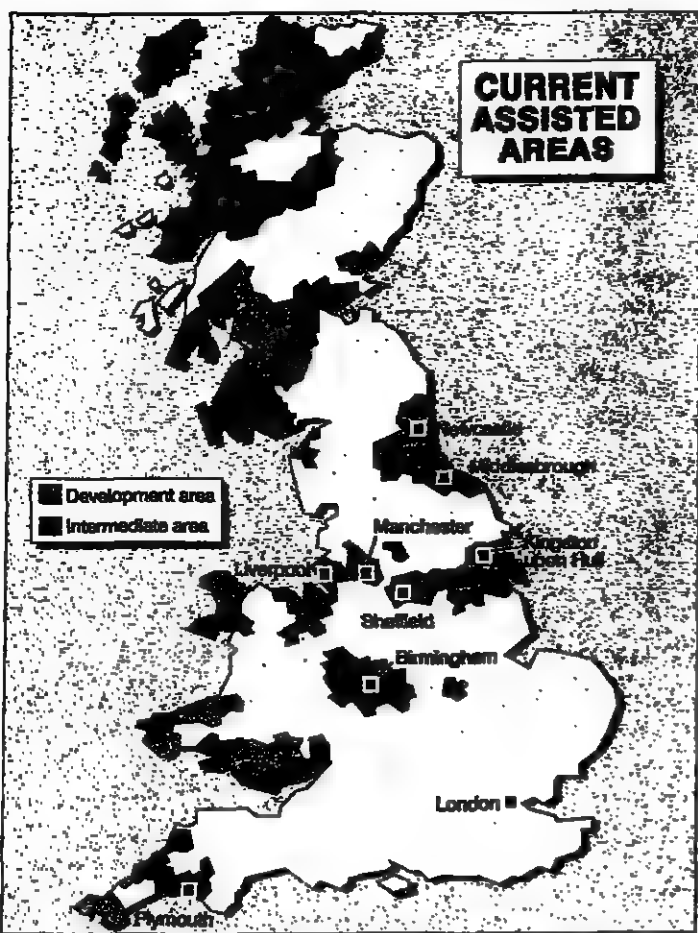 CURRENT
ASSISTED
AREAS
Newcastle
Middlesbrough
Development area
Intermediate area
Manchester
Kingston
upon Hull
Liverpool
Sheffield
Birmingham
London
Plymouth